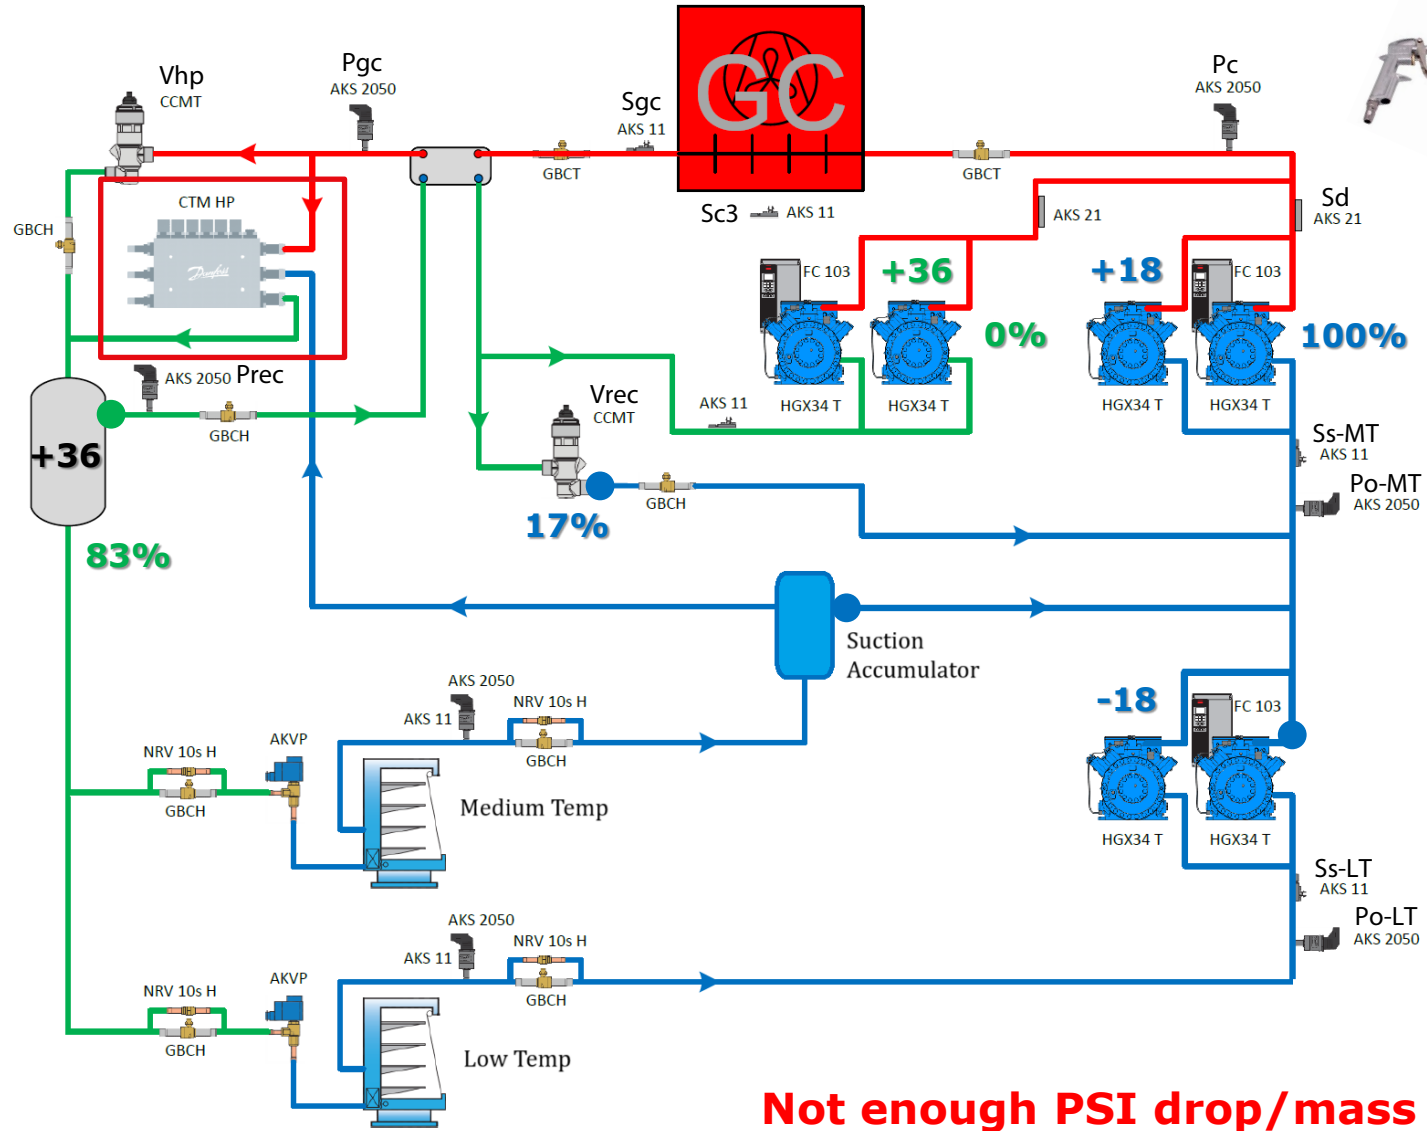 Vhp
CCMT
Pgc
AKS 2050
Sgc
AKS 11
GC
Pc
AKS 2050
GBCT
GBCT
CTM HP
Danfoss
GBCH
Sc3
AKS 11
AKS 21
Sd
AKS 21
FC 103
+36
0%
HGX34 T
HGX34 T
+18
FC 103
100%
HGX34 T
HGX34 T
AKS 2050
Prec
GBCH
+36
83%
Vrec
CCMT
AKS 11
17%
GBCH
Ss-MT
AKS 11
Po-MT
AKS 2050
Suction
Accumulator
-18
FC 103
HGX34 T
HGX34 T
AKS 2050
AKS 11
NRV 10s H
GBCH
NRV 10s H
GBCH
AKVP
Medium Temp
Ss-LT
AKS 11
Po-LT
AKS 2050
AKS 2050
AKS 11
NRV 10s H
GBCH
NRV 10s H
GBCH
AKVP
Low Temp
Not enough PSI drop/mass